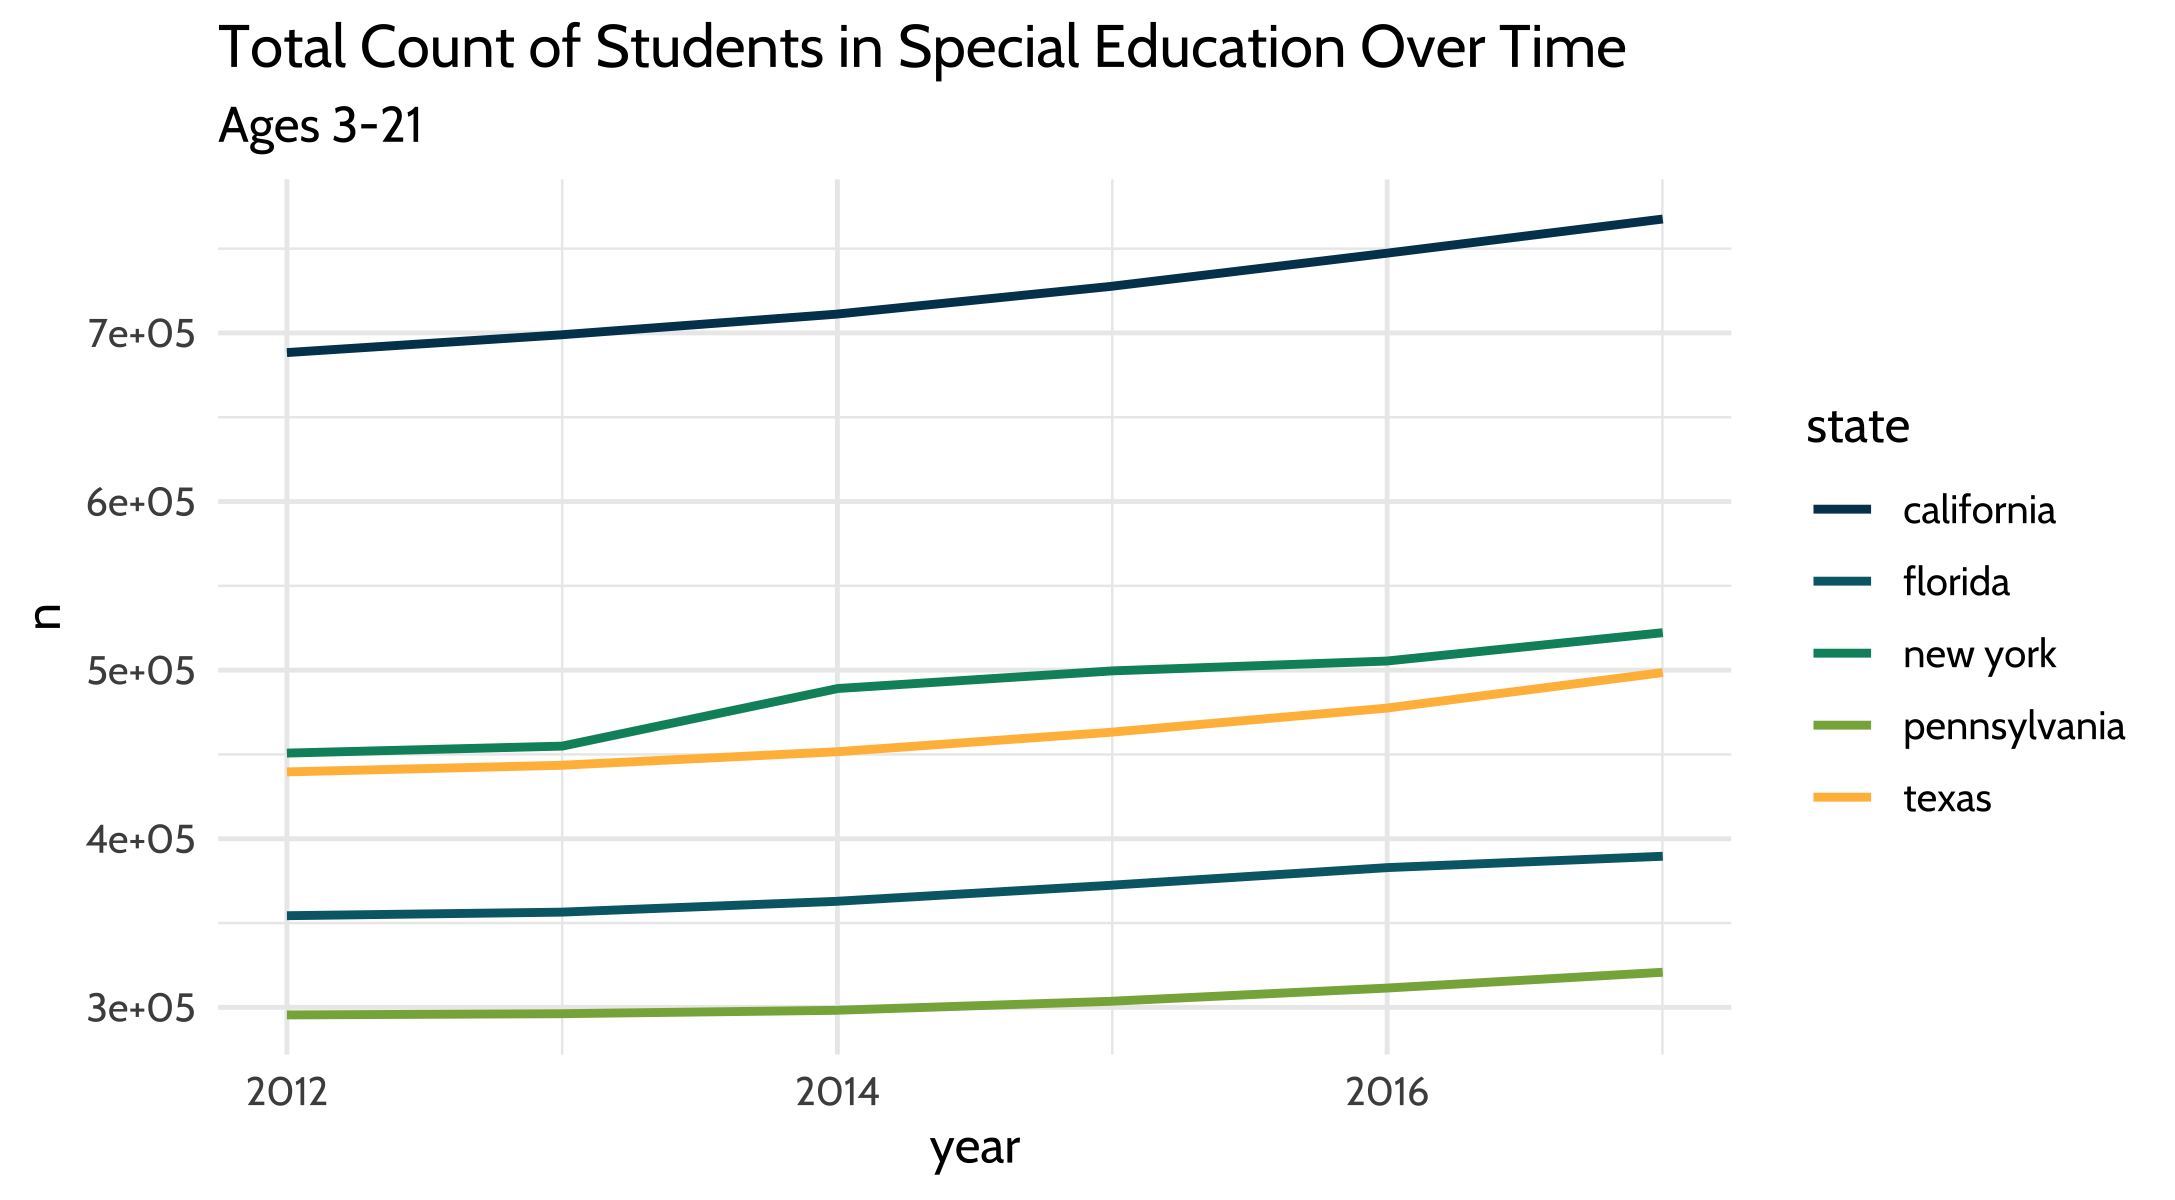 Total Count of Students in Special Education Over Time
Ages 3-21
7e+05
6e+05
5e+05
4e+05
3e+05
n
2012 2014 2016
year
state
california
florida
new york
pennsylvania
texas